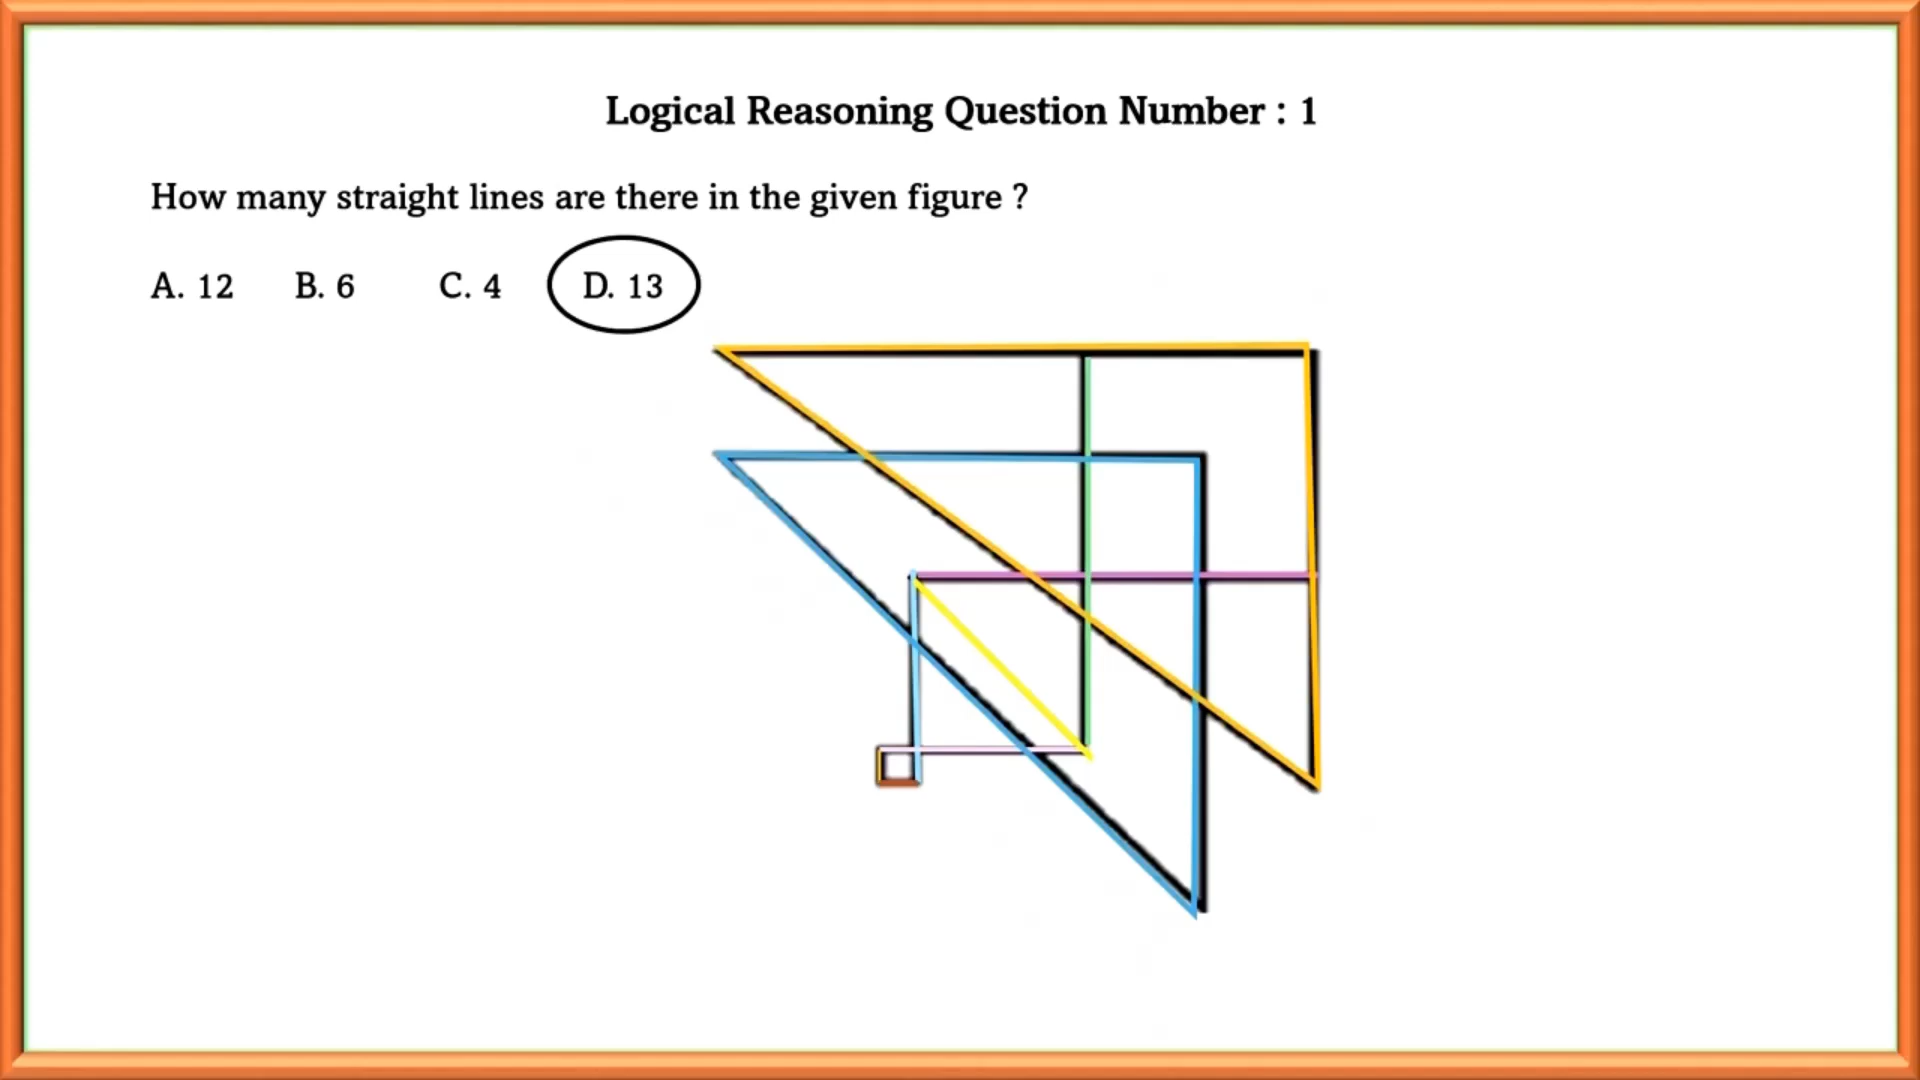 Logical Reasoning Question Number : 1
How many straight lines are there in the given figure ?
A. 12 B. 6 C. 4 D. 13